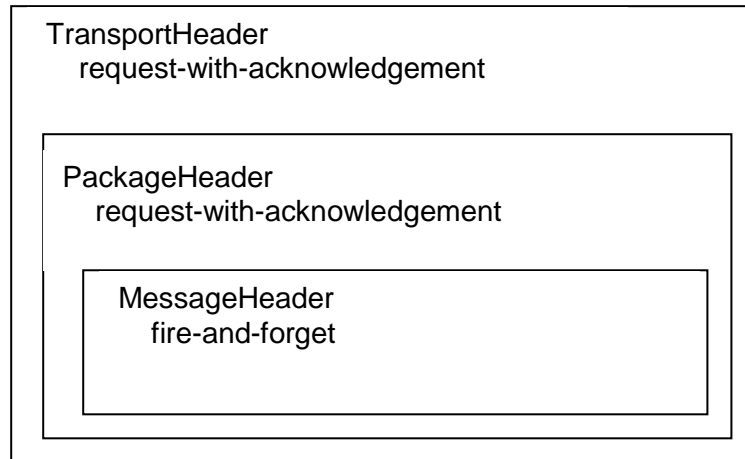 TransportHeader
request-with-acknowledgement
PackageHeader
request-with-acknowledgement
MessageHeader
fire-and-forget